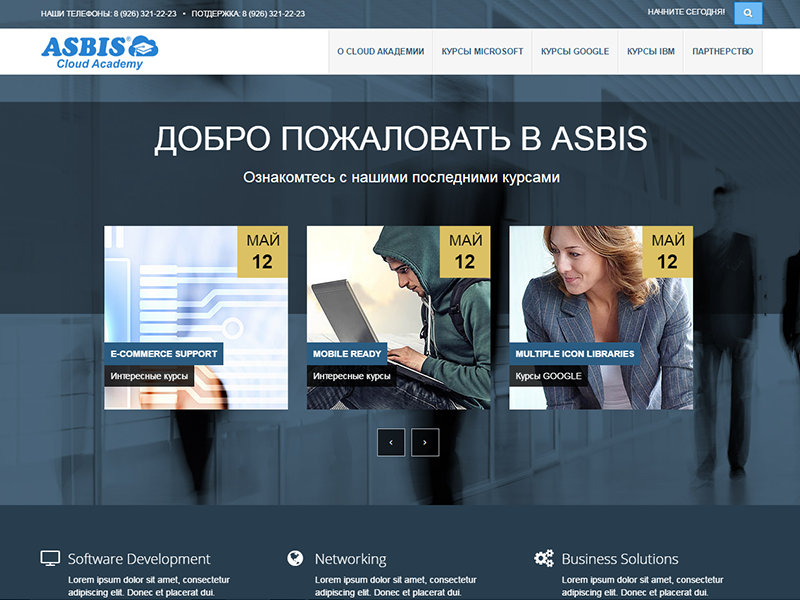 НАШИ ТЕЛЕФОНЫ: 8 (926) 321-22-23 • ПОТДЕРЖКА: 8 (926) 321-22-23
НАЧНИТЕ СЕГОДНЯ!
ASBIS®
Cloud Academy
О CLOUD АКАДЕМИИ
КУРСЫ MICROSOFT
КУРСЫ GOOGLE
КУРСЫ IBM
ПАРТНЕРСТВО
ДОБРО ПОЖАЛОВАТЬ В ASBIS
Ознакомтесь с нашими последними курсами
МАЙ
12
E-COMMERCE SUPPORT
Интересные курсы
МАЙ
12
MOBILE READY
Интересные курсы
МАЙ
12
MULTIPLE ICON LIBRARIES
Курсы GOOGLE
Software Development
Lorem ipsum dolor sit amet, consectetur
adipiscing elit. Donec et placerat dui.
Networking
Lorem ipsum dolor sit amet, consectetur
adipiscing elit. Donec et placerat dui.
Business Solutions
Lorem ipsum dolor sit amet, consectetur
adipiscing elit. Donec et placerat dui.